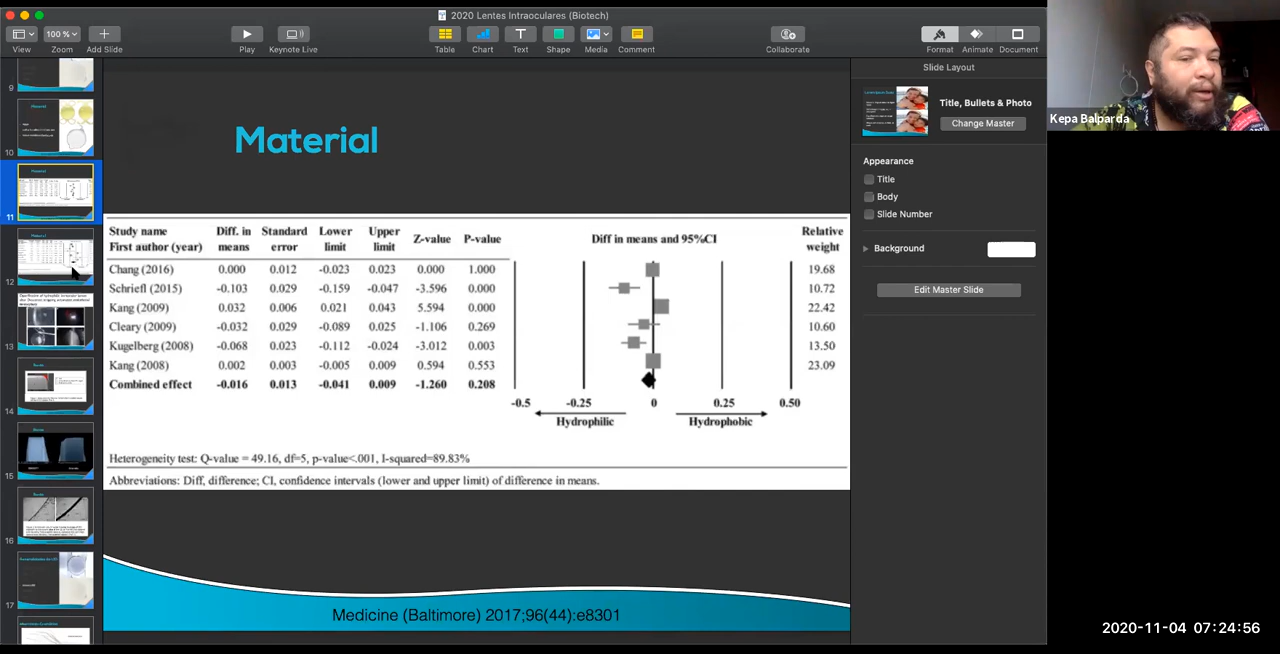 2020 Lentes Intraoculares (Biotech)
100 %
View Zoom Add Slide Play Keynote Live Table Chart Text Shape Media Comment Collaborate Format Animate Document
Slide Layout
Title, Bullets & Photo
Change Master
Appearance
Title
Body
Slide Number
Background
Edit Master Slide
Kepa Balparda
9
10
11
12
13
14
15
16
17
Material
Study name Diff. in Standard Lower Upper Z-value P-value Diff in means and 95%CI Relative
First author (year) means error limit limit weight
Chang (2016) 0.000 0.012 -0.023 0.023 0.000 1.000 19.68
Schriefl (2015) -0.103 0.029 -0.159 -0.047 -3.596 0.000 10.72
Kang (2009) 0.032 0.006 0.021 0.043 5.594 0.000 22.42
Cleary (2009) -0.032 0.029 -0.089 0.025 -1.106 0.269 10.60
Kugelberg (2008) -0.068 0.023 -0.112 -0.024 -3.012 0.003 13.50
Kang (2008) 0.002 0.003 -0.005 0.009 0.594 0.553 23.09
Combined effect -0.016 0.013 -0.041 0.009 -1.260 0.208
-0.5 -0.25 0 0.25 0.50
Hydrophilic Hydrophobic
Heterogeneity test: Q-value = 49.16, df=5, p-value<.001, I-squared=89.83%
Abbreviations: Diff, difference; CI, confidence intervals (lower and upper limit) of difference in means.
Medicine (Baltimore) 2017;96(44):e8301
2020-11-04 07:24:56